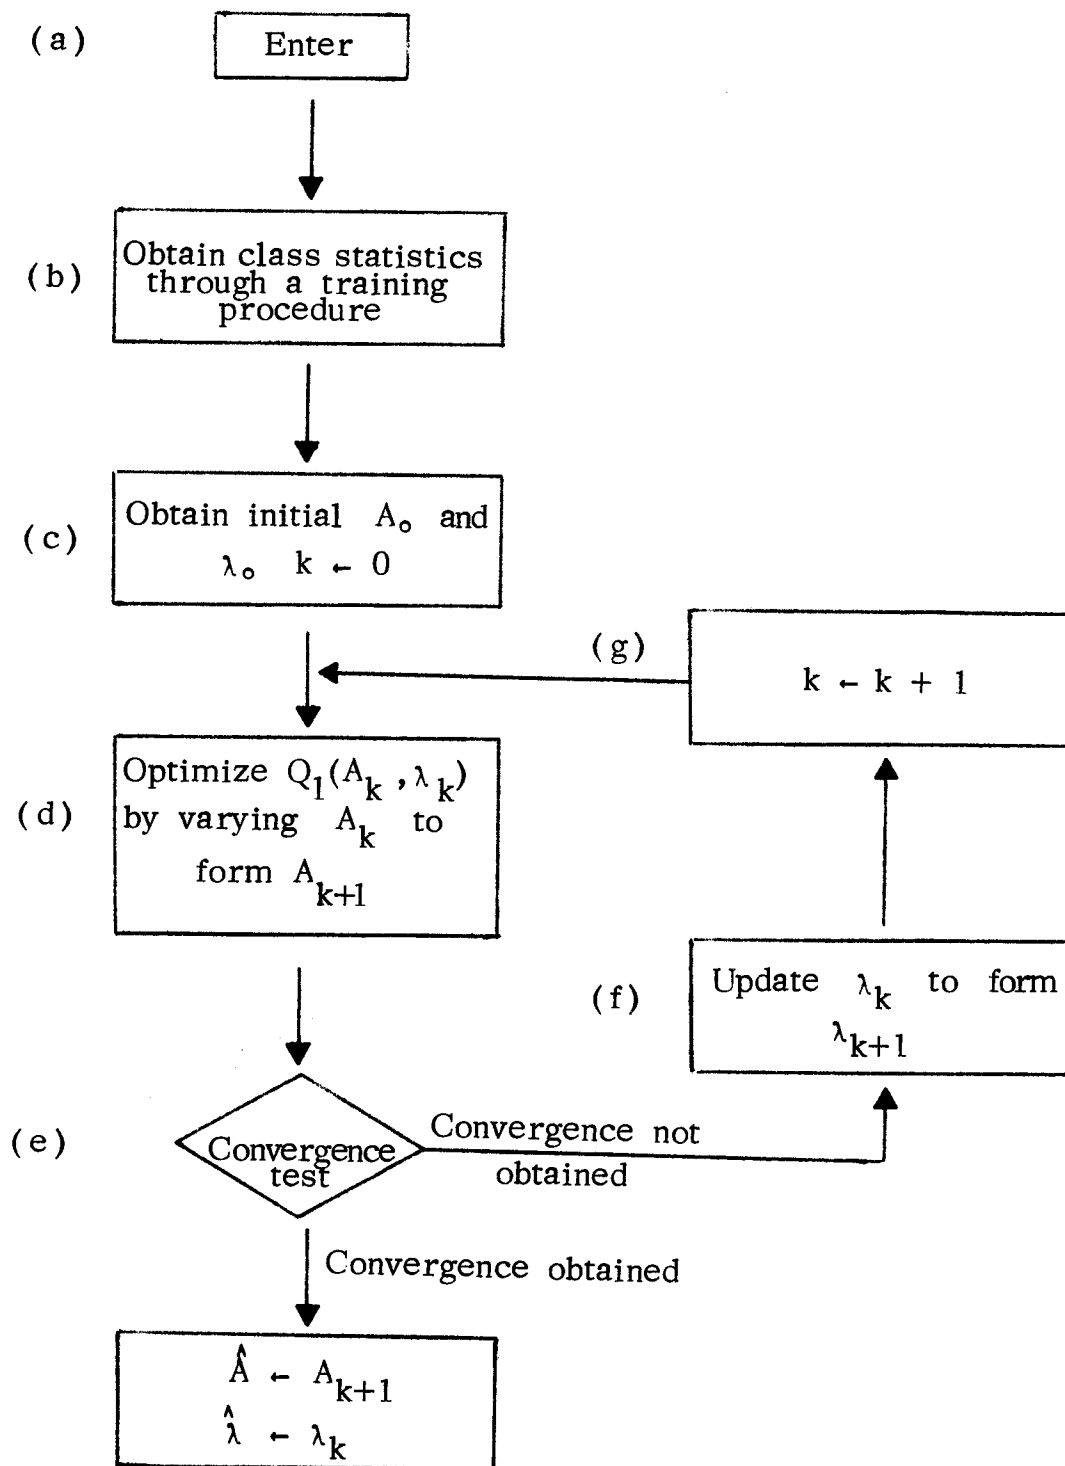 (a)
Enter
(b)
Obtain class statistics
through a training
procedure
(c)
Obtain initial A₀ and
λ₀ k ← 0
(g)
k ← k + 1
(d)
Optimize Q₁(Aₖ, λₖ)
by varying Aₖ to
form Aₖ₊₁
(f)
Update λₖ to form
λₖ₊₁
(e)
Convergence
test
Convergence not
obtained
Convergence obtained
Â ← Aₖ₊₁
λ̂ ← λₖ